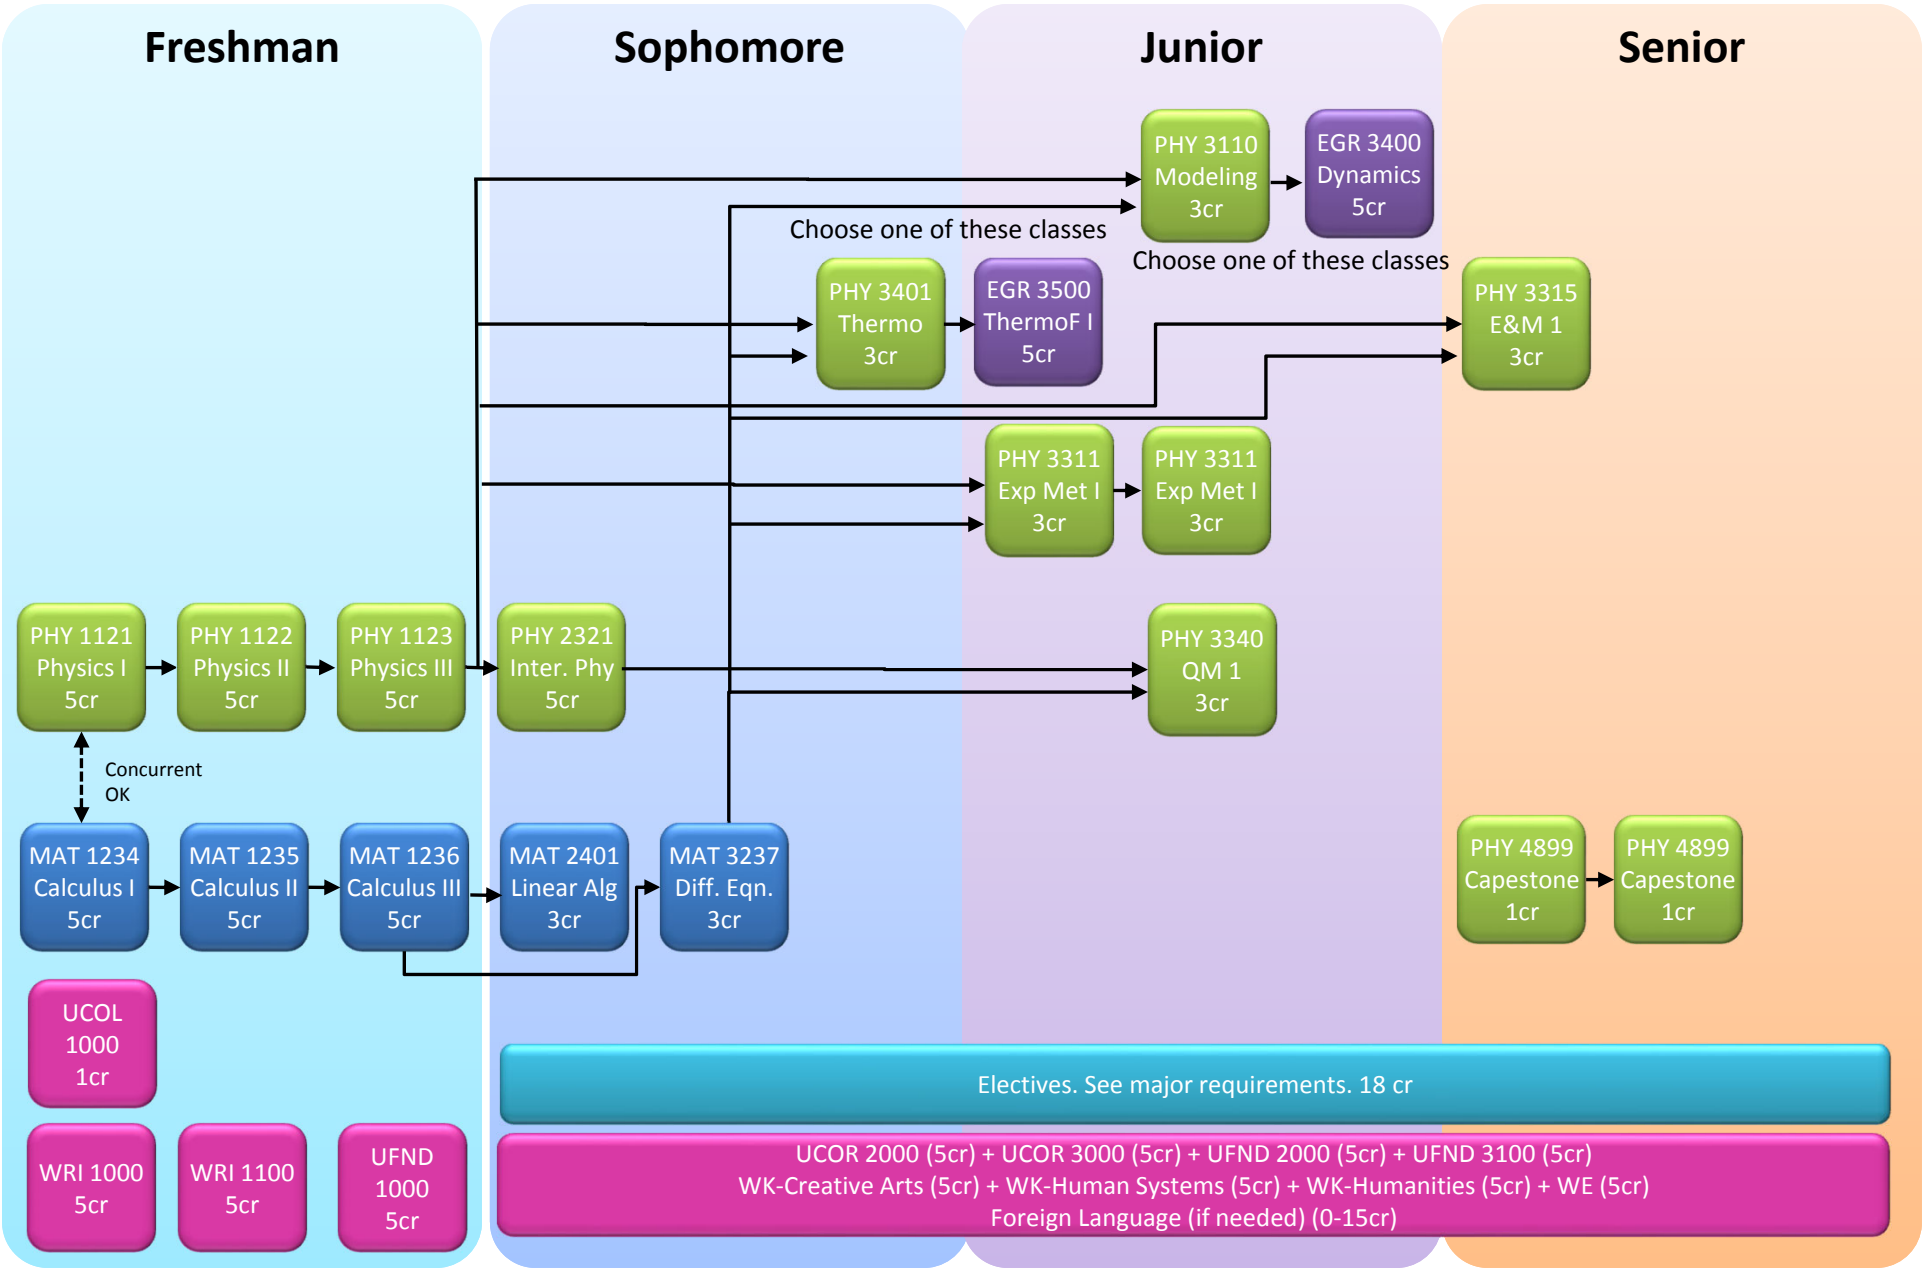 Freshman
Sophomore
Junior
Senior
PHY 3110
Modeling
3cr
EGR 3400
Dynamics
5cr
Choose one of these classes
Choose one of these classes
PHY 3401
Thermo
3cr
EGR 3500
ThermoF I
5cr
PHY 3315
E&M 1
3cr
PHY 3311
Exp Met I
3cr
PHY 3311
Exp Met I
3cr
PHY 1121
Physics I
5cr
PHY 1122
Physics II
5cr
PHY 1123
Physics III
5cr
PHY 2321
Inter. Phy
5cr
PHY 3340
QM 1
3cr
Concurrent
OK
MAT 1234
Calculus I
5cr
MAT 1235
Calculus II
5cr
MAT 1236
Calculus III
5cr
MAT 2401
Linear Alg
3cr
MAT 3237
Diff. Eqn.
3cr
PHY 4899
Capestone
1cr
PHY 4899
Capestone
1cr
UCOL
1000
1cr
Electives. See major requirements. 18 cr
WRI 1000
5cr
WRI 1100
5cr
UFND
1000
5cr
UCOR 2000 (5cr) + UCOR 3000 (5cr) + UFND 2000 (5cr) + UFND 3100 (5cr)
WK-Creative Arts (5cr) + WK-Human Systems (5cr) + WK-Humanities (5cr) + WE (5cr)
Foreign Language (if needed) (0-15cr)